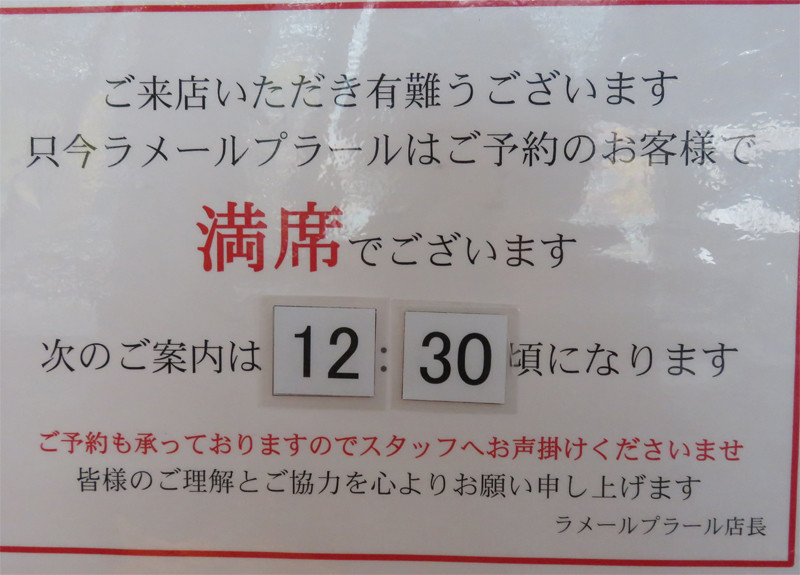 ご来店いただき有難うございます
只今ラメールプラールはご予約のお客様で
満席でございます
次のご案内は 12:30 頃になります
ご予約も承っておりますのでスタッフへお声掛けくださいませ
皆様のご理解とご協力を心よりお願い申し上げます
ラメールプラール店長